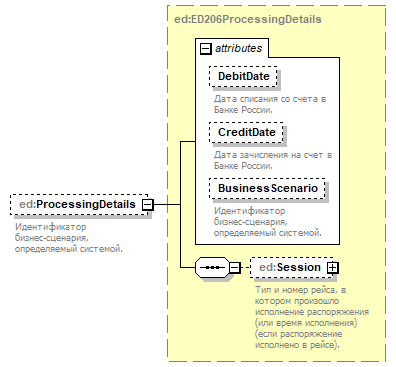 ed:ED206ProcessingDetails
attributes
DebitDate
Дата списания со счета в
Банке России.
CreditDate
Дата зачисления на счет в
Банке России.
BusinessScenario
Идентификатор
бизнес-сценария,
определяемый системой.
ed:ProcessingDetails
Идентификатор
бизнес-сценария,
определяемый системой.
ed:Session
Тип и номер рейса, в
котором произошло
исполнение распоряжения
(или время исполнения)
(если распоряжение
исполнено в рейсе).